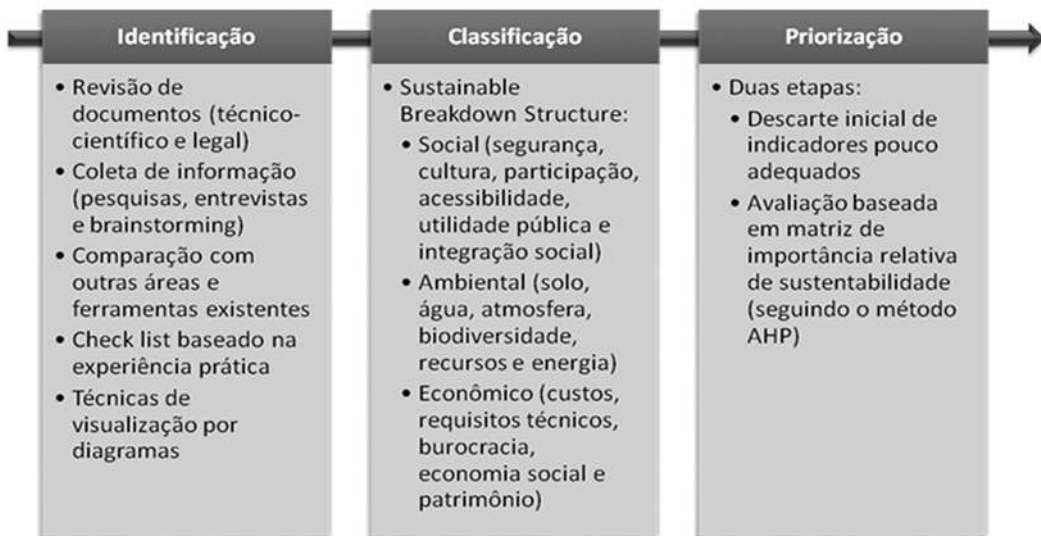 Identificação
• Revisão de
documentos (técnico-
científico e legal)
• Coleta de informação
(pesquisas, entrevistas
e brainstorming)
• Comparação com
outras áreas e
ferramentas existentes
• Check list baseado na
experiência prática
• Técnicas de
visualização por
diagramas
Classificação
• Sustainable
Breakdown Structure:
• Social (segurança,
cultura, participação,
acessibilidade,
utilidade pública e
integração social)
• Ambiental (solo,
água, atmosfera,
biodiversidade,
recursos e energia)
• Econômico (custos,
requisitos técnicos,
burocracia,
economia social e
patrimônio)
Priorização
• Duas etapas:
• Descarte inicial de
indicadores pouco
adequados
• Avaliação baseada
em matriz de
importância relativa
de sustentabilidade
(seguindo o método
AHP)